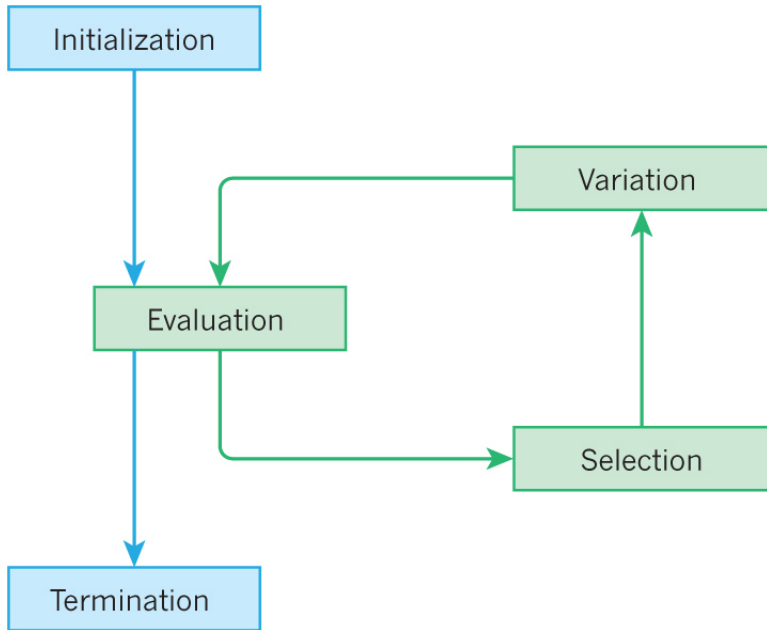 Initialization
Variation
Evaluation
Selection
Termination